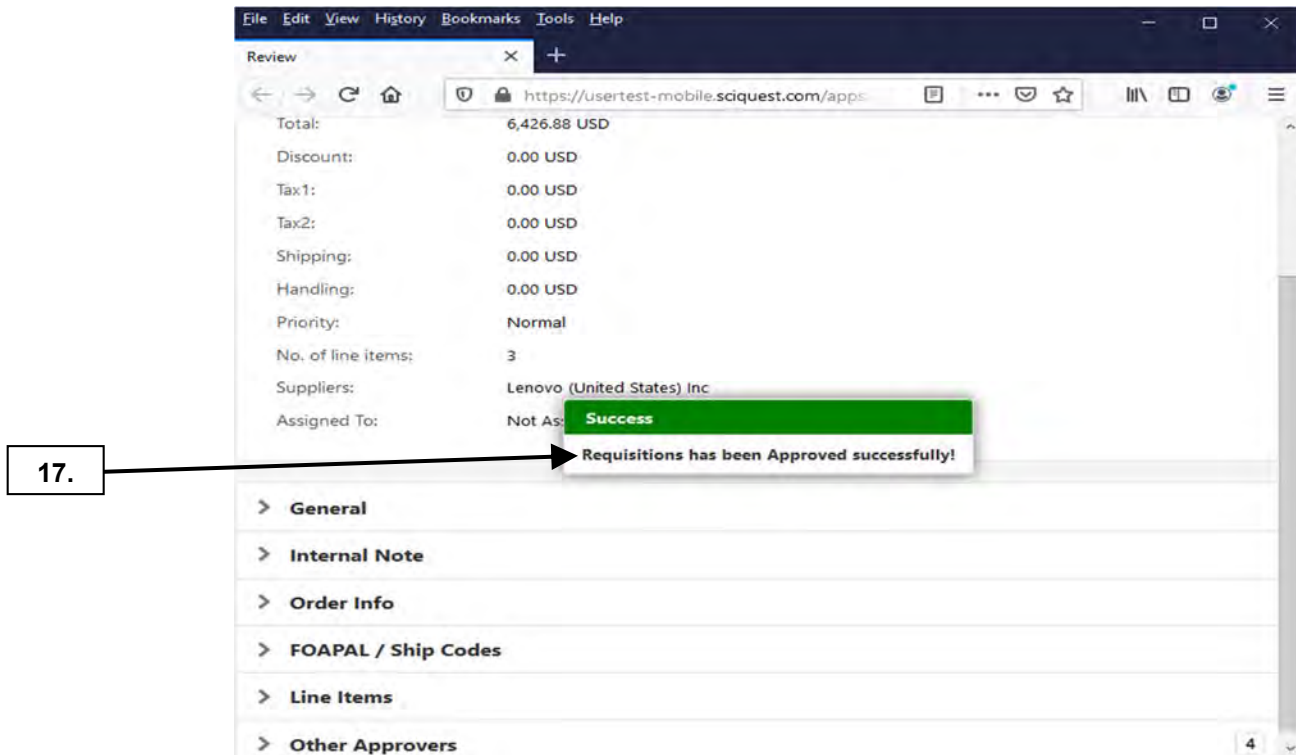 File Edit View History Bookmarks Tools Help
Review
https://usertest-mobile.sciquest.com/apps
Total: 6,426.88 USD
Discount: 0.00 USD
Tax1: 0.00 USD
Tax2: 0.00 USD
Shipping: 0.00 USD
Handling: 0.00 USD
Priority: Normal
No. of line items: 3
Suppliers: Lenovo (United States) Inc
Assigned To: Not As
Success
Requisitions has been Approved successfully!
17.
General
Internal Note
Order Info
FOAPAL / Ship Codes
Line Items
Other Approvers 4